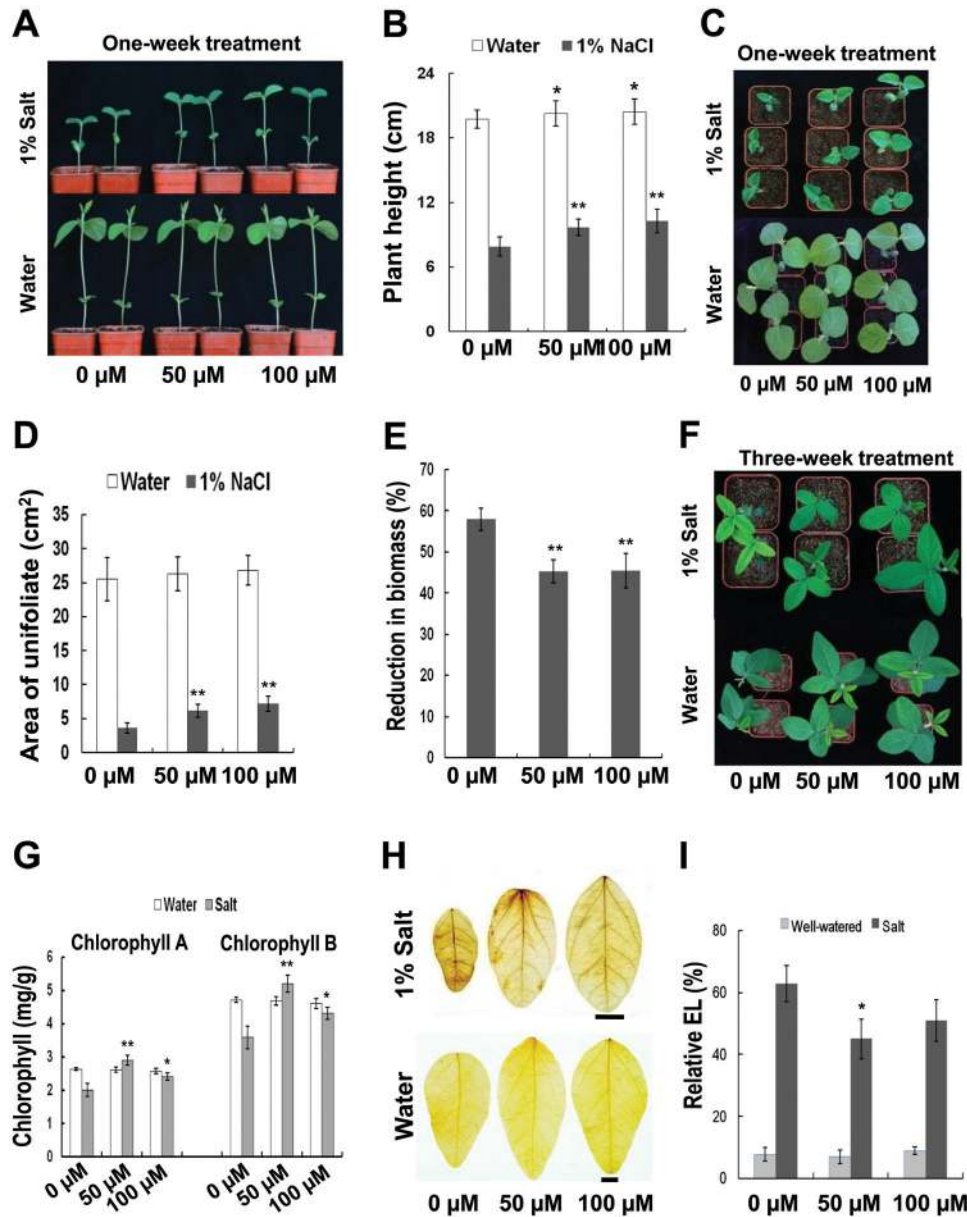 A
One-week treatment
1% Salt
Water
0 µM 50 µM 100 µM
B
Water 1% NaCl
Plant height (cm)
24
18
12
6
0
* *
** **
0 µM 50 µM 100 µM
C
One-week treatment
1% Salt
Water
0 µM 50 µM 100 µM
D
Water 1% NaCl
Area of unifoliate (cm²)
35
30
25
20
15
10
5
0
** **
0 µM 50 µM 100 µM
E
Reduction in biomass (%)
70
60
50
40
30
20
10
0
** **
0 µM 50 µM 100 µM
F
Three-week treatment
1% Salt
Water
0 µM 50 µM 100 µM
G
Water Salt
Chlorophyll A Chlorophyll B
Chlorophyll (mg/g)
6
5
4
3
2
1
0
** * ** *
0 µM 50 µM 100 µM 0 µM 50 µM 100 µM
H
1% Salt
Water
0 µM 50 µM 100 µM
I
Well-watered Salt
Relative EL (%)
80
60
40
20
0
*
0 µM 50 µM 100 µM